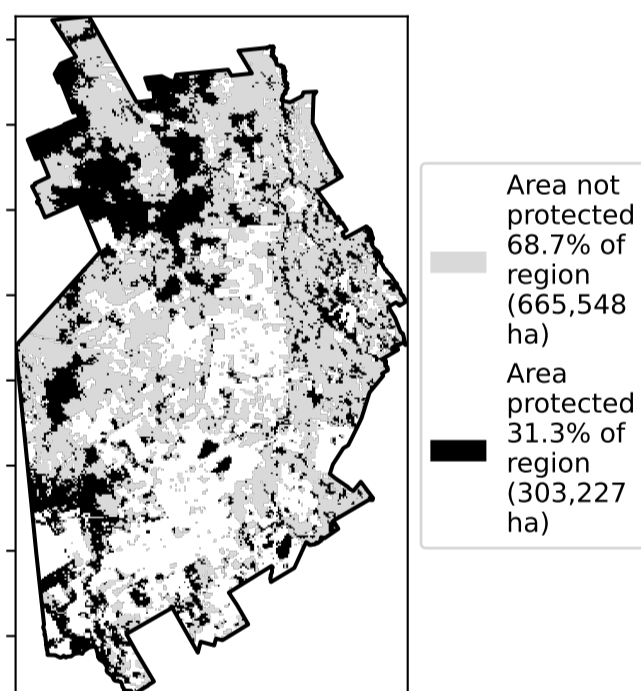 Area not
protected
68.7% of
region
(665,548
ha)
Area
protected
31.3% of
region
(303,227
ha)